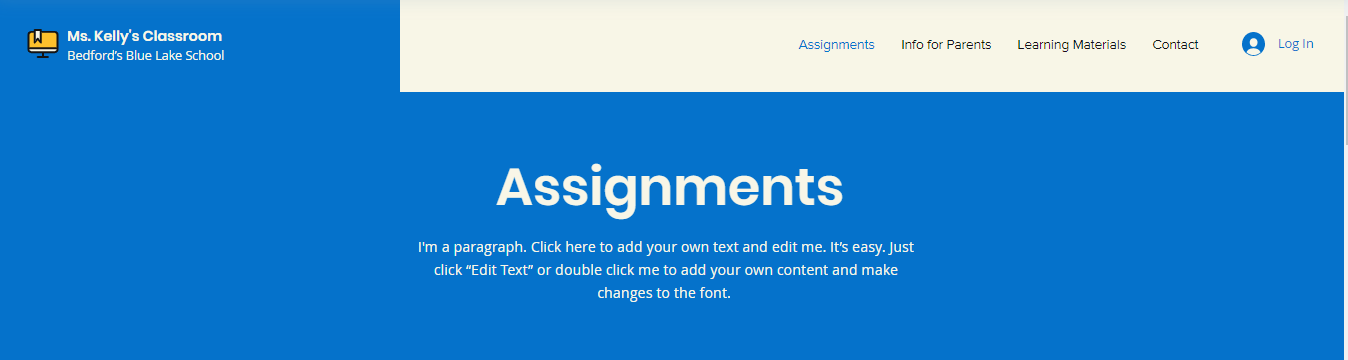 Ms. Kelly's Classroom
Bedford’s Blue Lake School
Assignments
Info for Parents
Learning Materials
Contact
Log In
Assignments
I'm a paragraph. Click here to add your own text and edit me. It’s easy. Just
click “Edit Text” or double click me to add your own content and make
changes to the font.